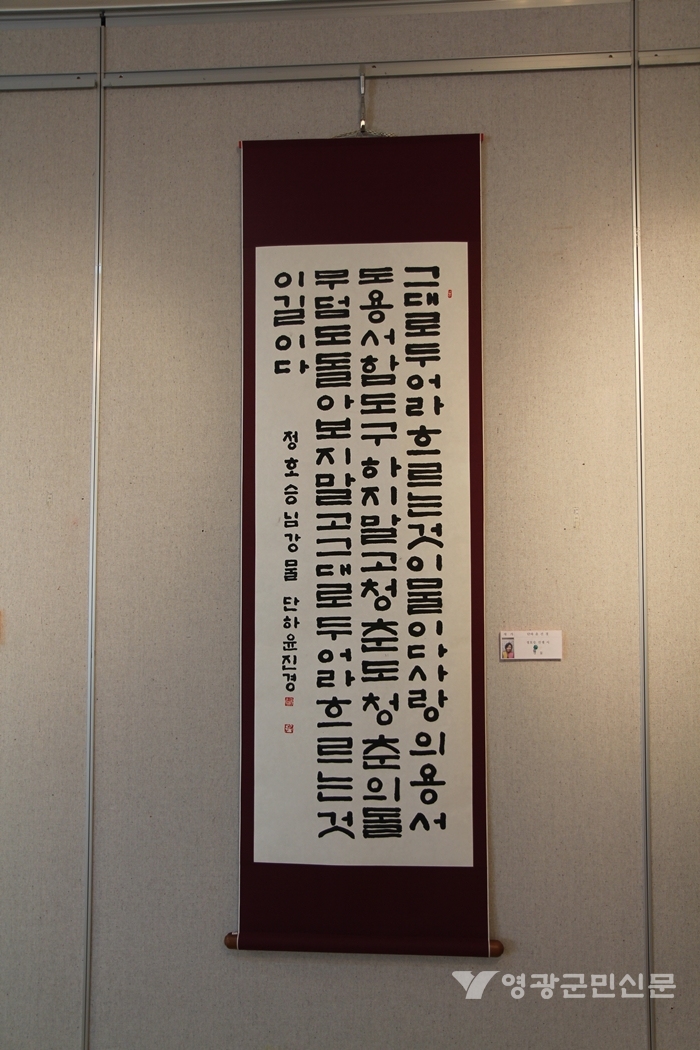 그대로두어라흐르는것이물이다사랑의용서
도용서함도구하지말고청춘도청춘의돌
무덤도돌아보지말고그대로두어라흐르는것
이길이다
정호승님강물 단하윤진경
영광군민신문